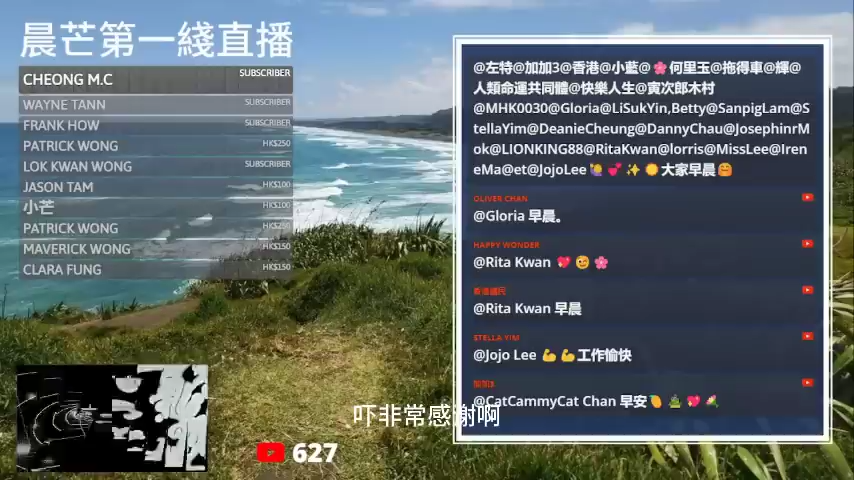 晨芒第一綫直播
CHEONG M.C SUBSCRIBER
WAYNE TANN SUBSCRIBER
FRANK HOW SUBSCRIBER
PATRICK WONG HK$250
LOK KWAN WONG SUBSCRIBER
JASON TAM HK$100
小芒 HK$100
PATRICK WONG
MAVERICK WONG HK$150
CLARA FUNG HK$150
@左特@加加3@香港@小藍@🌸何里玉@拖得車@輝@
人類命運共同體@快樂人生@寅次郎木村
@MHK0030@Gloria@LiSukYin,Betty@SanpigLam@S
tellaYim@DeanieCheung@DannyChau@JosephinrM
ok@LIONKING88@RitaKwan@lorris@MissLee@Iren
eMa@et@JojoLee🙋💕✨🌞大家早晨🤗
OLIVER CHAN
@Gloria 早晨。
HAPPY WONDER
@Rita Kwan 💖😉🌸
香港國民
@Rita Kwan 早晨
STELLA YIM
@Jojo Lee 💪💪工作愉快
加加3
@CatCammyCat Chan 早安
吓非常感謝啊
627